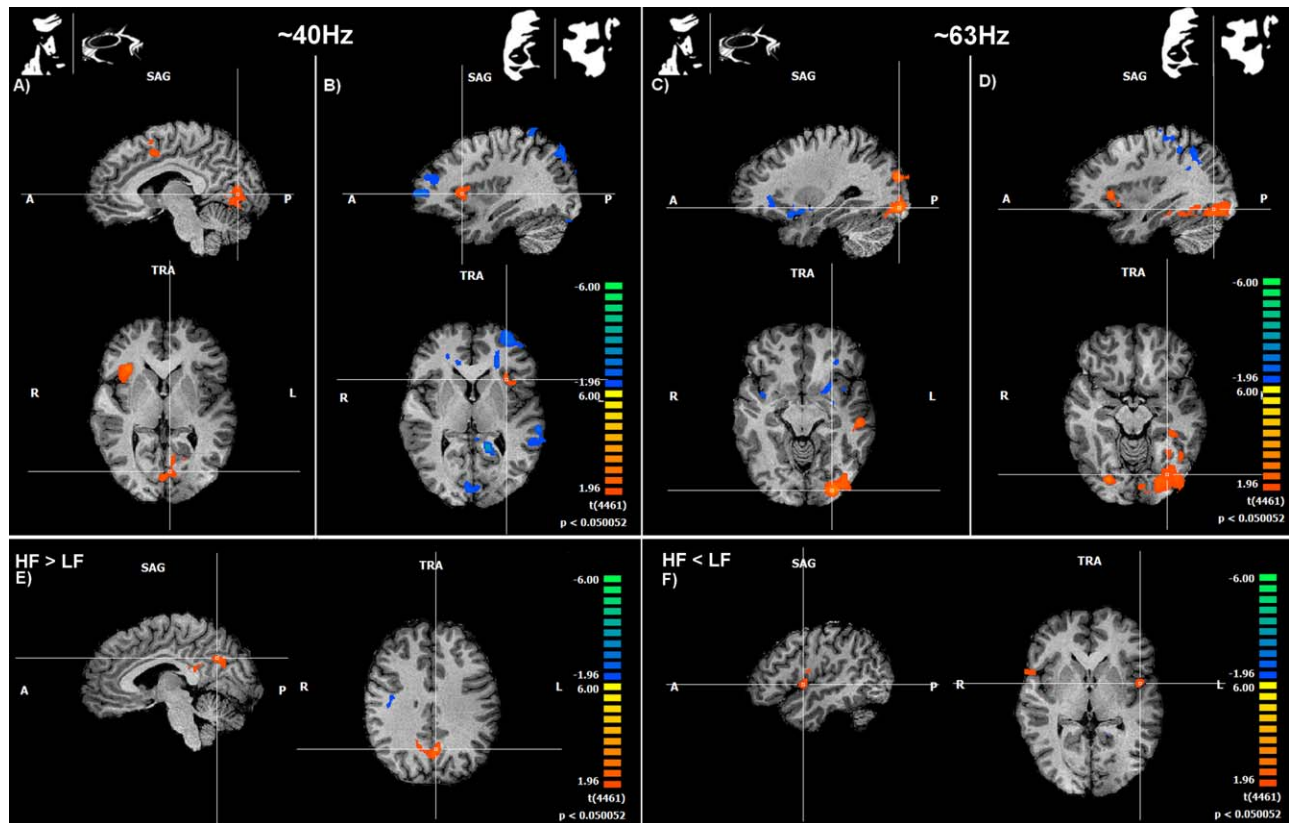 ~40Hz
~63Hz
A)
SAG
B)
SAG
C)
SAG
D)
SAG
A
P
A
P
TRA
TRA
TRA
TRA
R
L
R
R
L
R
-6.00
-1.96
6.00
1.96
t(4461)
p < 0.050052
-6.00
-1.96
6.00
1.96
t(4461)
p < 0.050052
HF > LF
E)
SAG
TRA
A
P
R
L
-6.00
-1.96
6.00
1.96
t(4461)
p < 0.050052
HF < LF
F)
SAG
TRA
A
P
R
L
-6.00
-1.96
6.00
1.96
t(4461)
p < 0.050052